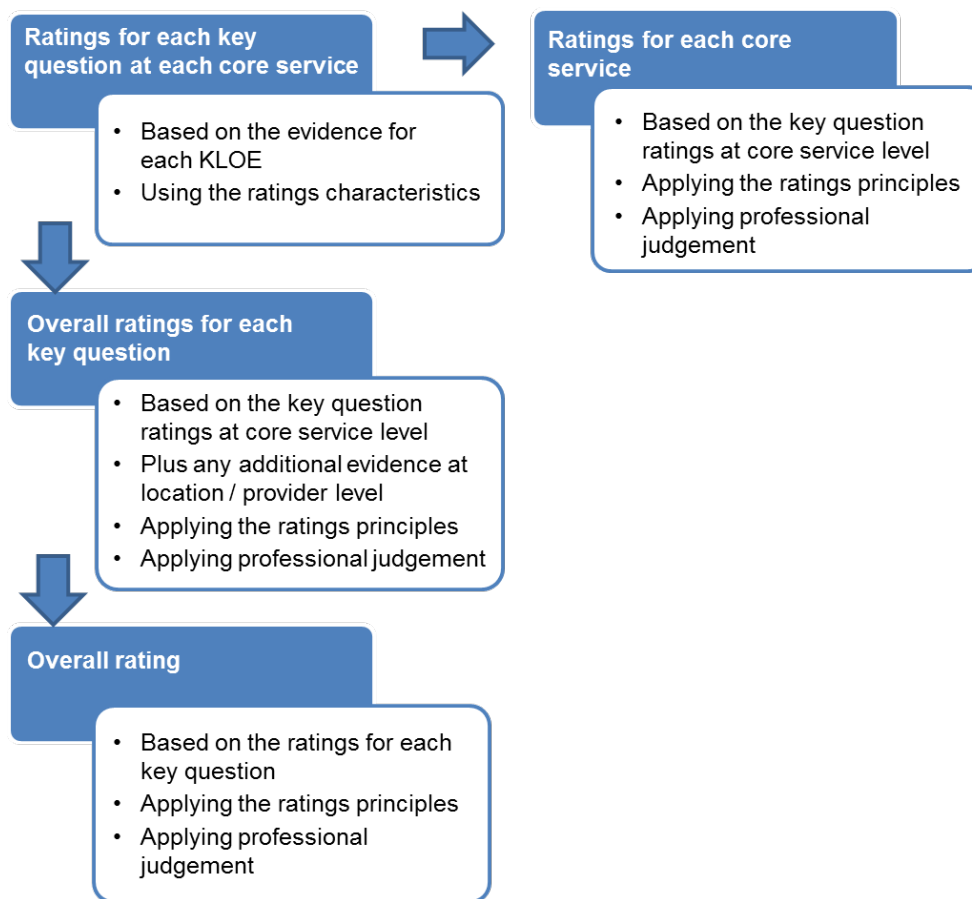 Ratings for each key
question at each core service
• Based on the evidence for
each KLOE
• Using the ratings characteristics
Ratings for each core
service
• Based on the key question
ratings at core service level
• Applying the ratings principles
• Applying professional
judgement
Overall ratings for each
key question
• Based on the key question
ratings at core service level
• Plus any additional evidence at
location / provider level
• Applying the ratings principles
• Applying professional judgement
Overall rating
• Based on the ratings for each
key question
• Applying the ratings principles
• Applying professional
judgement